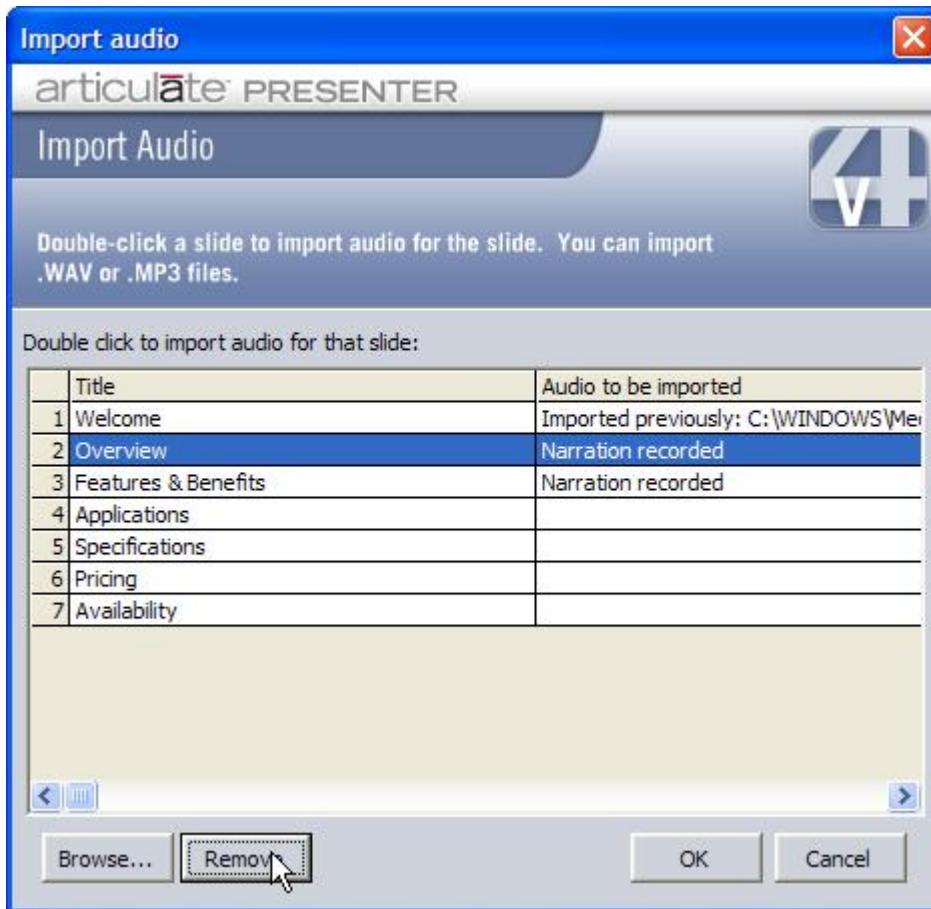 Import audio
articulāte PRESENTER
Import Audio
V4
Double-click a slide to import audio for the slide. You can import
.WAV or .MP3 files.
Double click to import audio for that slide:
Title Audio to be imported
1 Welcome Imported previously: C:\WINDOWS\Me
2 Overview Narration recorded
3 Features & Benefits Narration recorded
4 Applications
5 Specifications
6 Pricing
7 Availability
Browse... Remove OK Cancel